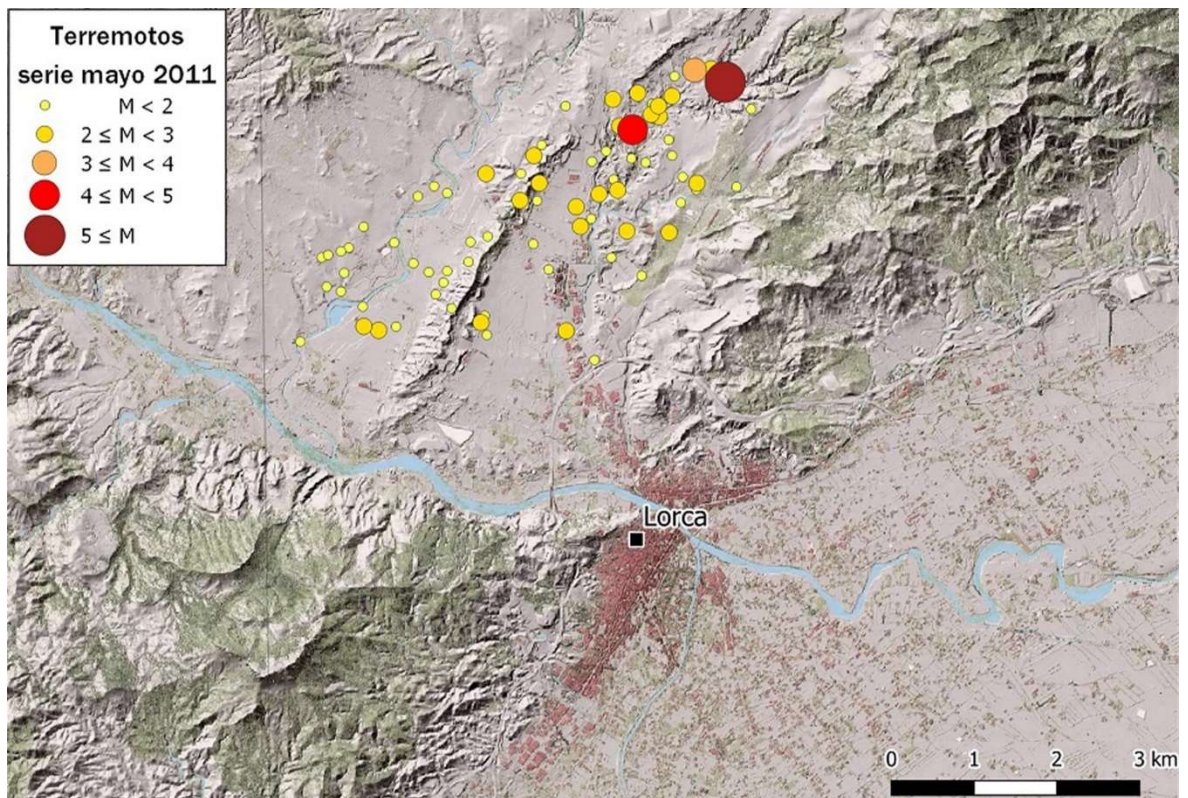 Terremotos
serie mayo 2011
M < 2
2 ≤ M < 3
3 ≤ M < 4
4 ≤ M < 5
5 ≤ M
Lorca
0 1 2 3 km